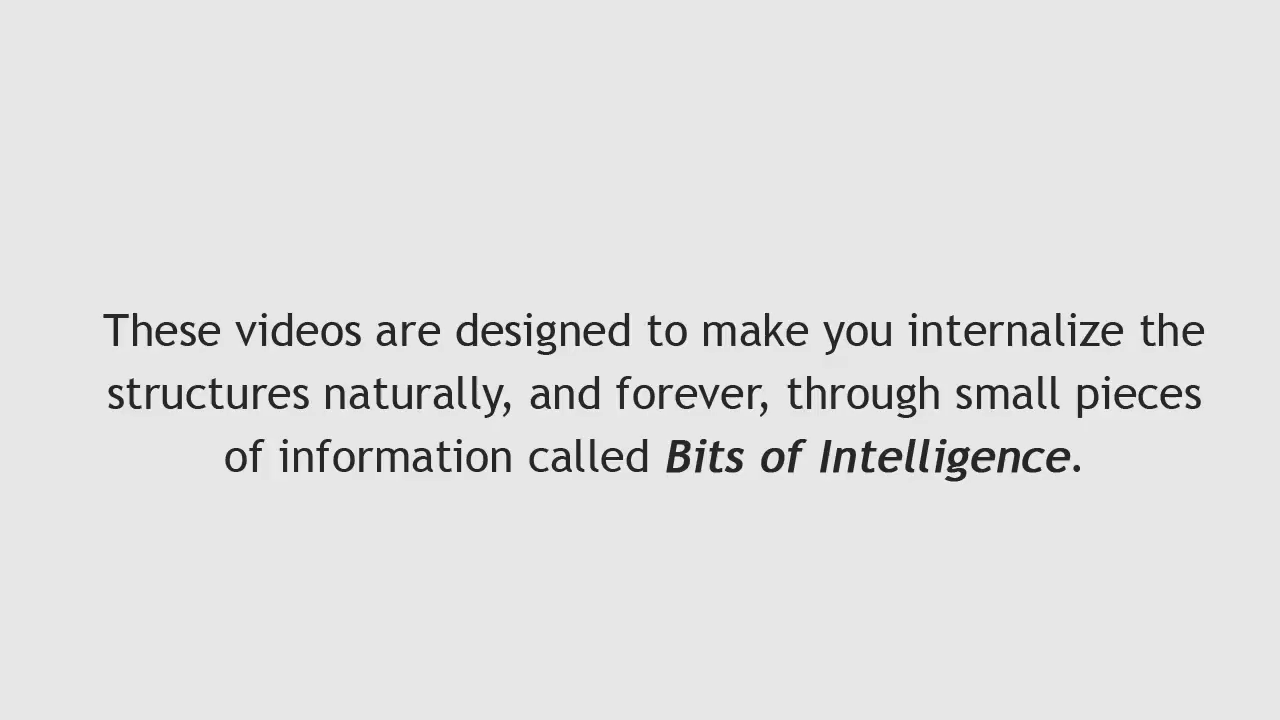 These videos are designed to make you internalize the
structures naturally, and forever, through small pieces
of information called Bits of Intelligence.